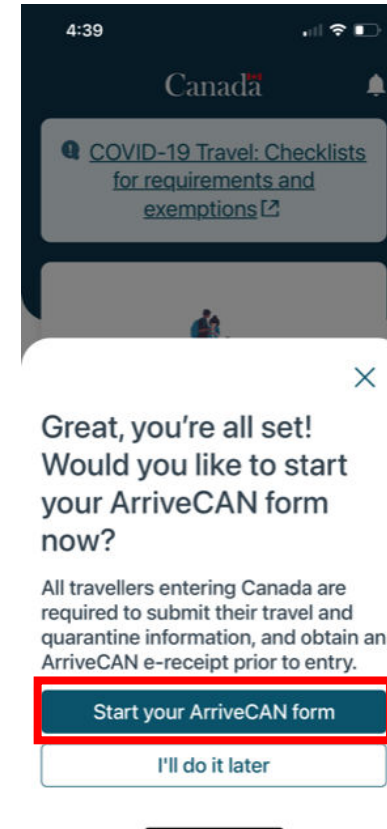 4:39
Canada
COVID-19 Travel: Checklists
for requirements and
exemptions
Great, you're all set!
Would you like to start
your ArriveCAN form
now?
All travellers entering Canada are
required to submit their travel and
quarantine information, and obtain an
ArriveCAN e-receipt prior to entry.
Start your ArriveCAN form
I'll do it later